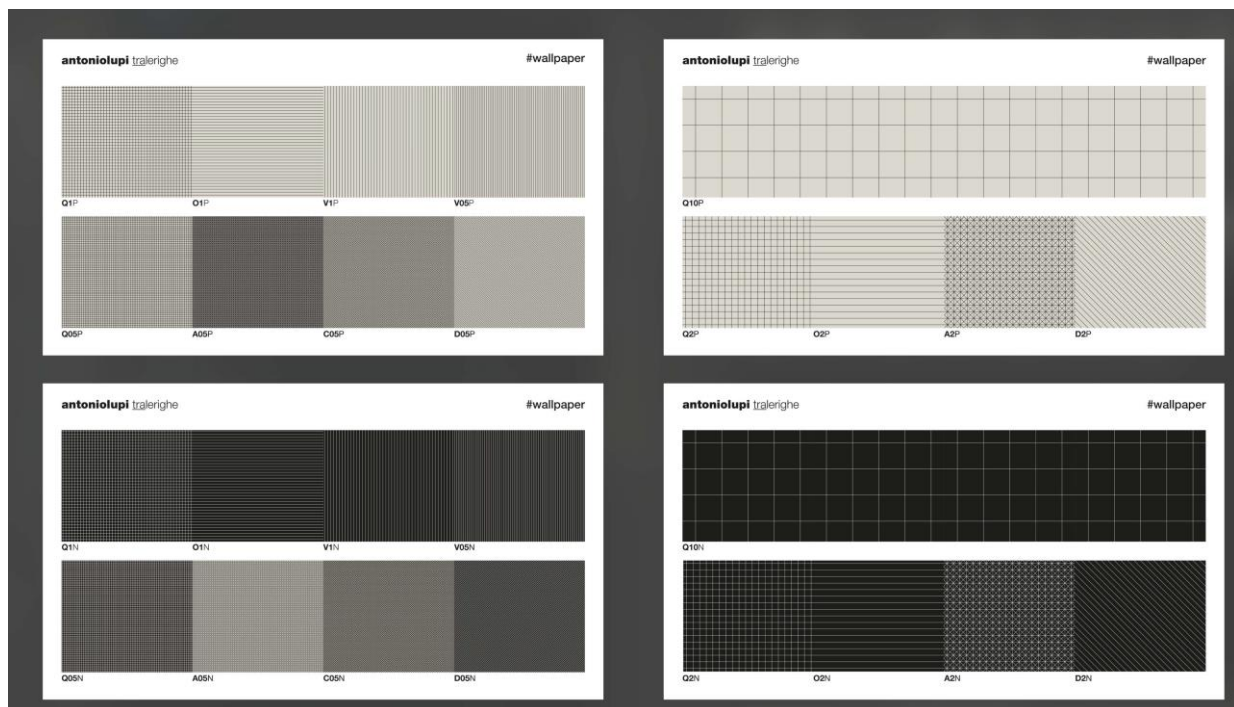 antoniolupi tralerighe #wallpaper
Q1P O1P V1P V05P
Q05P A05P C05P D05P
antoniolupi tralerighe #wallpaper
Q10P
Q2P O2P A2P D2P
antoniolupi tralerighe #wallpaper
Q1N O1N V1N V05N
Q05N A05N C05N D05N
antoniolupi tralerighe #wallpaper
Q10N
Q2N O2N A2N D2N